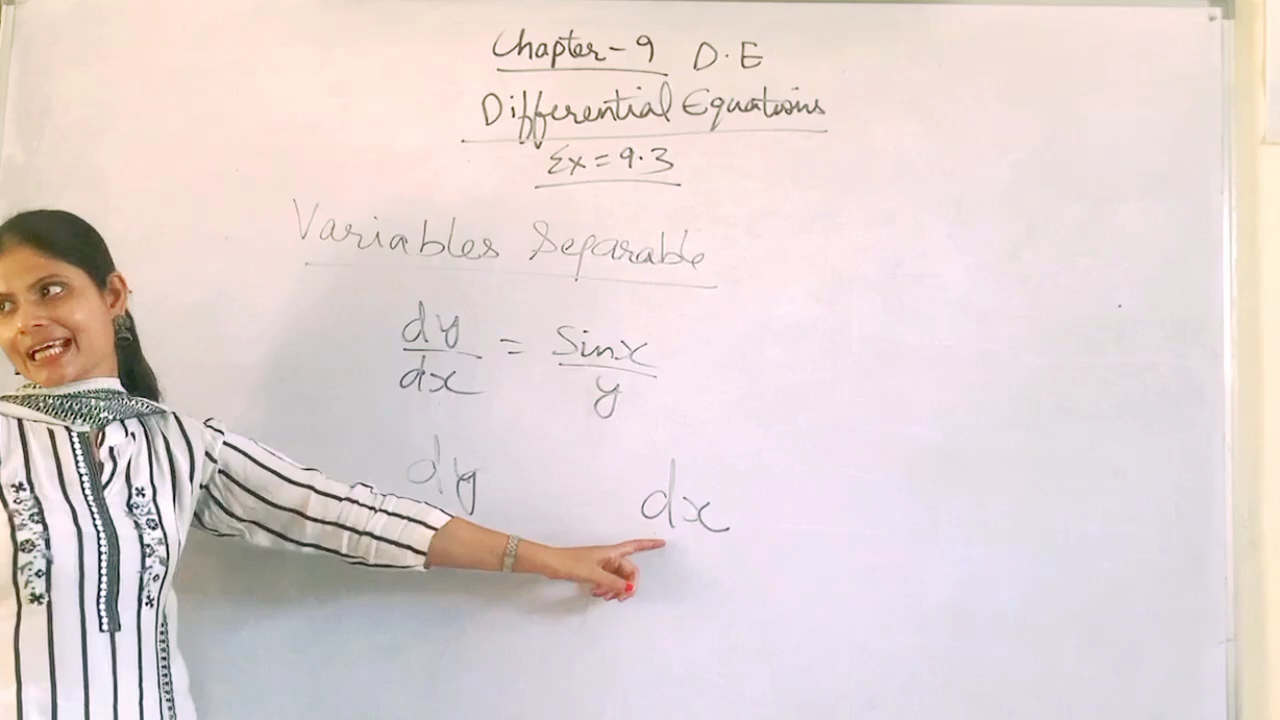 Chapter-9 D.E
Differential Equations
Ex = 9.3
Variables Separable
dy/dx = Sinx/y
dy dx